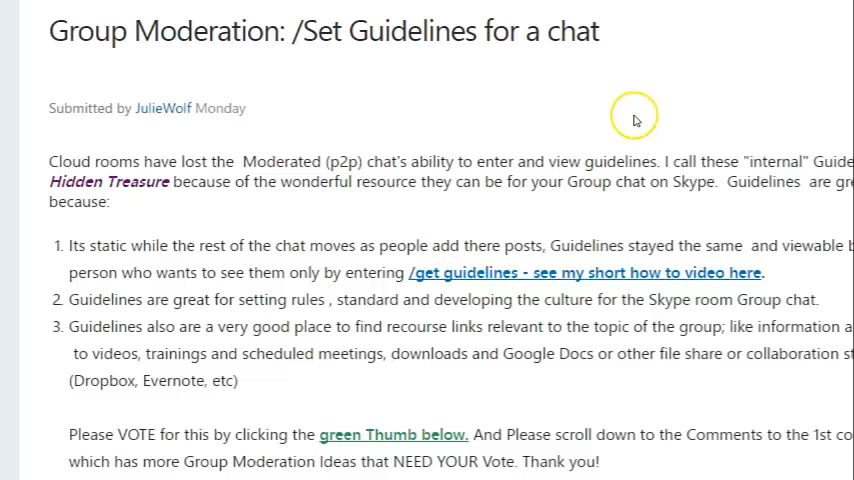 Group Moderation: /Set Guidelines for a chat
Submitted by JulieWolf Monday
Cloud rooms have lost the  Moderated (p2p) chat's ability to enter and view guidelines. I call these "internal" Guide
Hidden Treasure because of the wonderful resource they can be for your Group chat on Skype.  Guidelines  are gr
because:
1. Its static while the rest of the chat moves as people add there posts, Guidelines stayed the same  and viewable
person who wants to see them only by entering /get guidelines - see my short how to video here.
2. Guidelines are great for setting rules , standard and developing the culture for the Skype room Group chat.
3. Guidelines also are a very good place to find recourse links relevant to the topic of the group; like information a
to videos, trainings and scheduled meetings, downloads and Google Docs or other file share or collaboration s
(Dropbox, Evernote, etc)
Please VOTE for this by clicking the green Thumb below. And Please scroll down to the Comments to the 1st co
which has more Group Moderation Ideas that NEED YOUR Vote. Thank you!